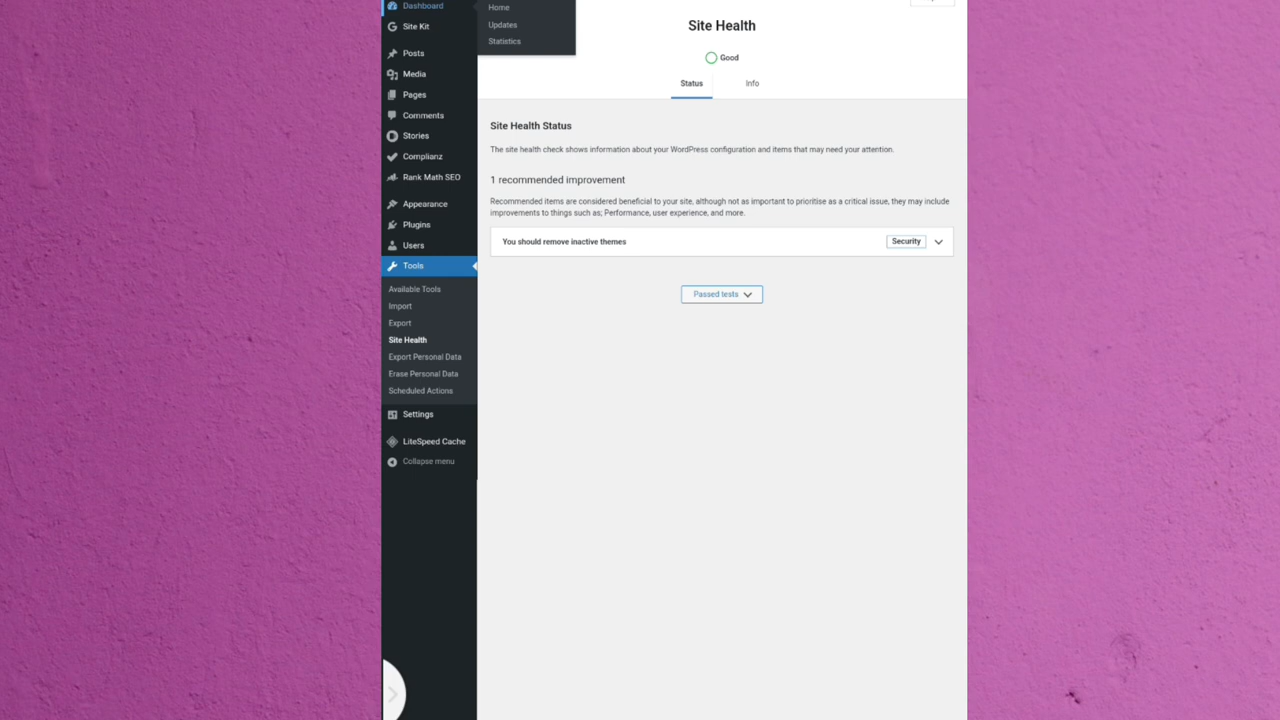 Dashboard
Home
Updates
Statistics
Site Kit
Posts
Media
Pages
Comments
Stories
Complianz
Rank Math SEO
Appearance
Plugins
Users
Tools
Available Tools
Import
Export
Site Health
Export Personal Data
Erase Personal Data
Scheduled Actions
Settings
LiteSpeed Cache
Collapse menu
Site Health
Good
Status Info
Site Health Status
The site health check shows information about your WordPress configuration and items that may need your attention.
1 recommended improvement
Recommended items are considered beneficial to your site, although not as important to prioritise as a critical issue, they may include
improvements to things such as; Performance, user experience, and more.
You should remove inactive themes Security
Passed tests